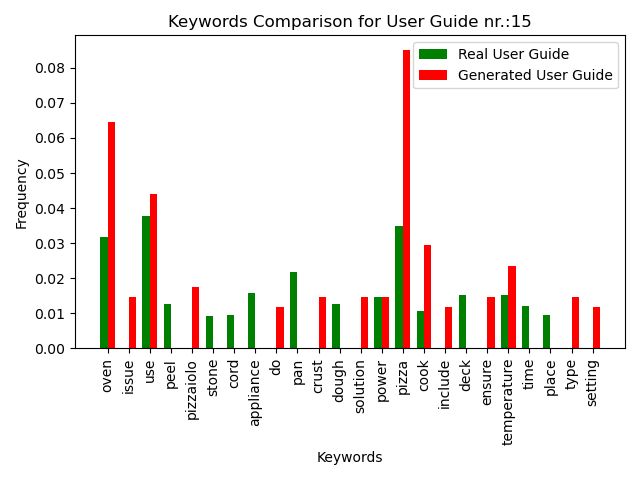 Keywords Comparison for User Guide nr.:15
Real User Guide
Generated User Guide
Frequency
0.08
0.07
0.06
0.05
0.04
0.03
0.02
0.01
0.00
oven
issue
use
peel
pizzaiolo
stone
cord
appliance
do
pan
crust
dough
solution
power
pizza
cook
include
deck
ensure
temperature
time
place
type
setting
Keywords